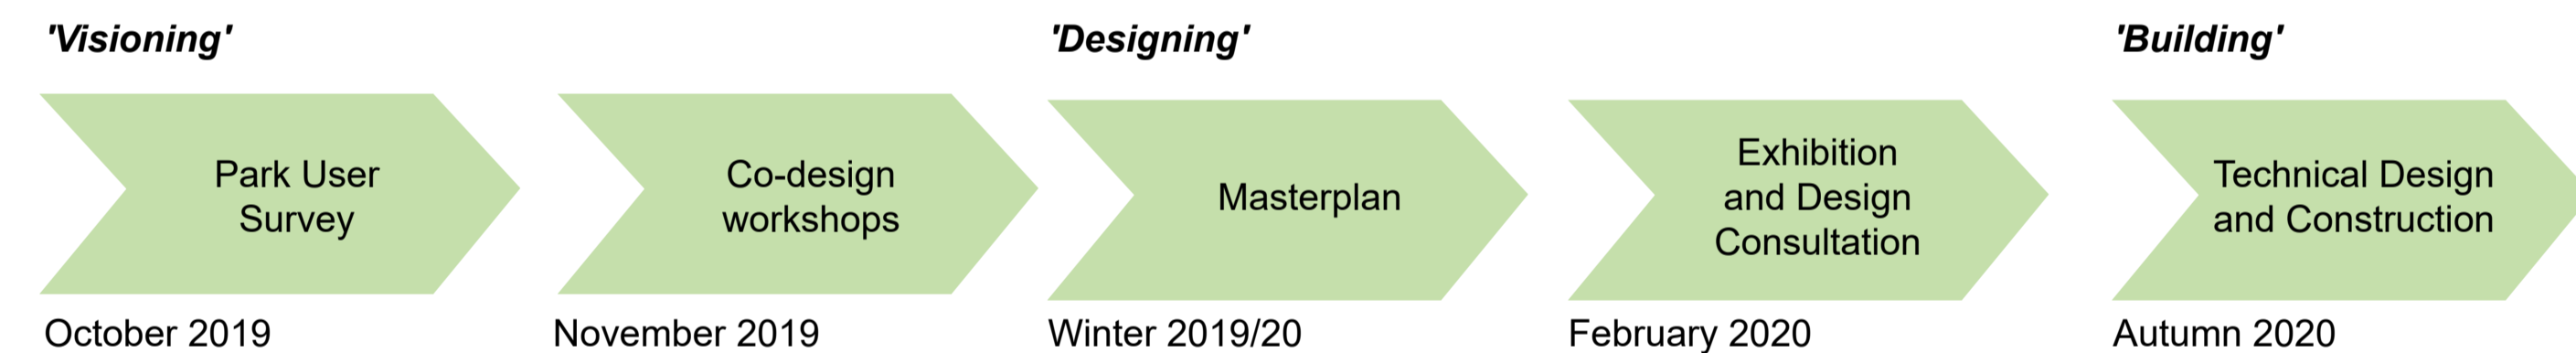 'Visioning'
'Designing'
'Building'
Park User
Survey
Co-design
workshops
Masterplan
Exhibition
and Design
Consultation
Technical Design
and Construction
October 2019
November 2019
Winter 2019/20
February 2020
Autumn 2020